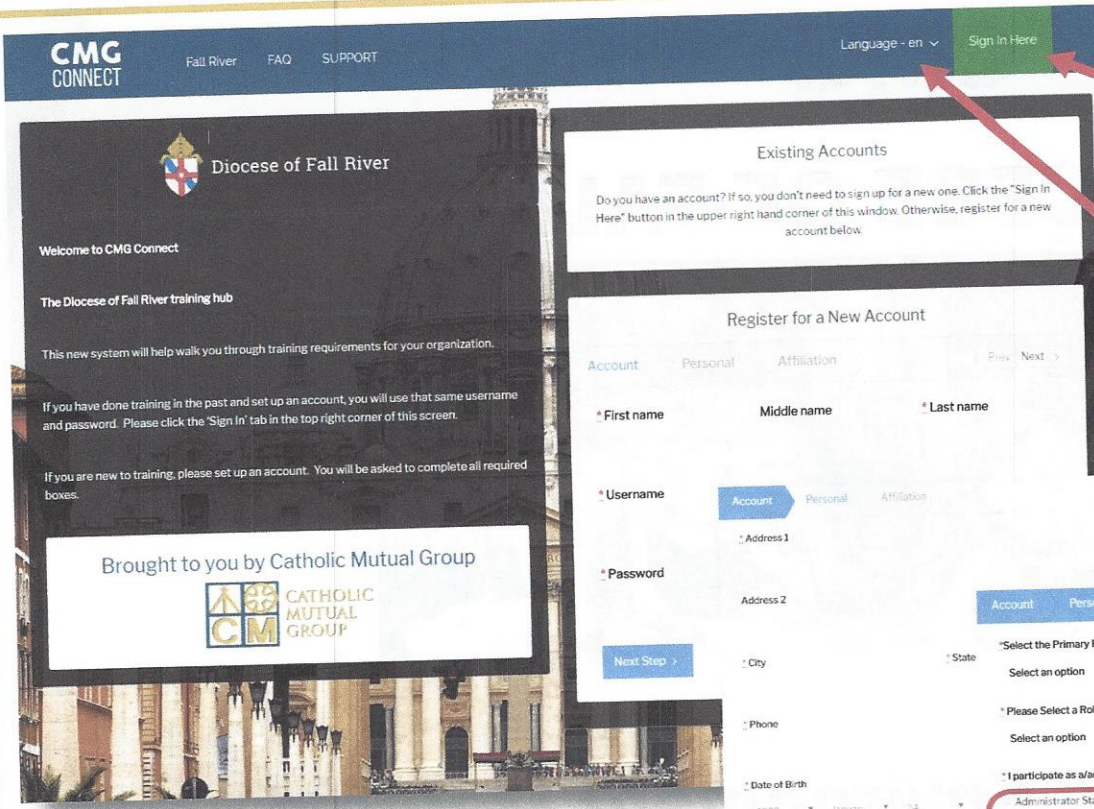 CMG
CONNECT
Fall River FAQ SUPPORT
Language - en
Sign In Here
Diocese of Fall River
Welcome to CMG Connect
The Diocese of Fall River training hub
This new system will help walk you through training requirements for your organization.
If you have done training in the past and set up an account, you will use that same username
and password. Please click the 'Sign In' tab in the top right corner of this screen.
If you are new to training, please set up an account. You will be asked to complete all required
boxes.
Brought to you by Catholic Mutual Group
CM
CATHOLIC
MUTUAL
GROUP
Existing Accounts
Do you have an account? If so, you don't need to sign up for a new one. Click the "Sign In
Here" button in the upper right hand corner of this window. Otherwise, register for a new
account below.
Register for a New Account
Account Personal Affiliation
Prev Next >
* First name Middle name * Last name
* Username
* Password
Next Step >
Account Personal Affiliation
* Address 1
Address 2
* City * State
* Phone
* Date of Birth
Account
*Select the Primary
Select an option
* Please Select a
Select an option
* I participate as a/
Administrator